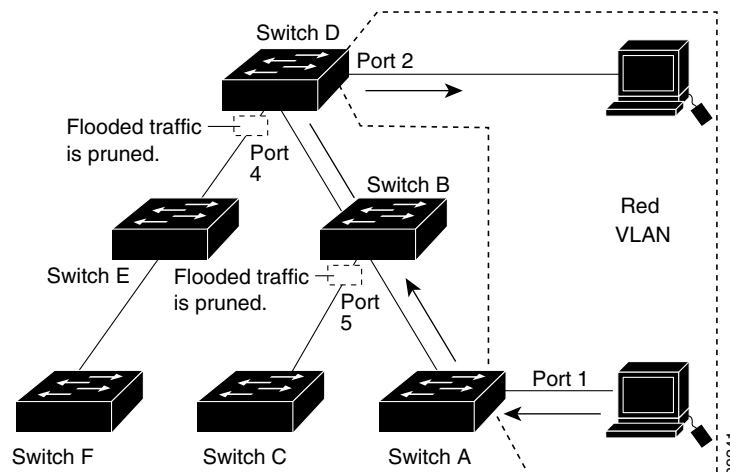 Switch D
Port 2
Flooded traffic
is pruned.
Port
4
Switch B
Red
VLAN
Switch E
Flooded traffic
is pruned.
Port
5
Port 1
Switch F
Switch C
Switch A